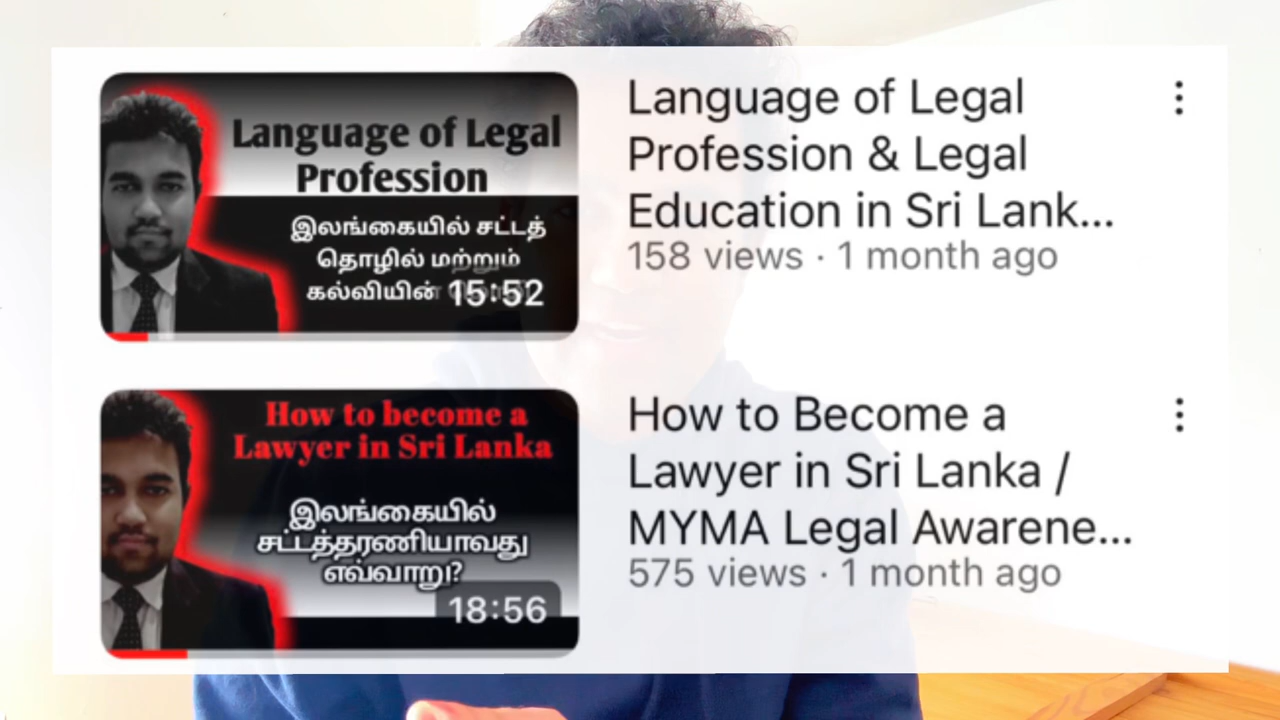 Language of Legal
Profession
இலங்கையில் சட்டத்
தொழில் மற்றும்
கல்வியின்
15:52
Language of Legal
Profession & Legal
Education in Sri Lank...
158 views · 1 month ago
How to become a
Lawyer in Sri Lanka
இலங்கையில்
சட்டத்தரணியாவது
எவ்வாறு?
18:56
How to Become a
Lawyer in Sri Lanka /
MYMA Legal Awarene...
575 views · 1 month ago